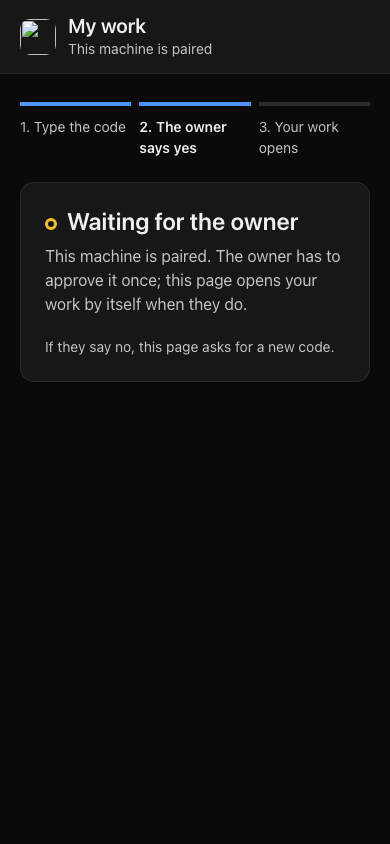 My work
This machine is paired
1. Type the code
2. The owner
says yes
3. Your work
opens
Waiting for the owner
This machine is paired. The owner has to
approve it once; this page opens your
work by itself when they do.
If they say no, this page asks for a new code.